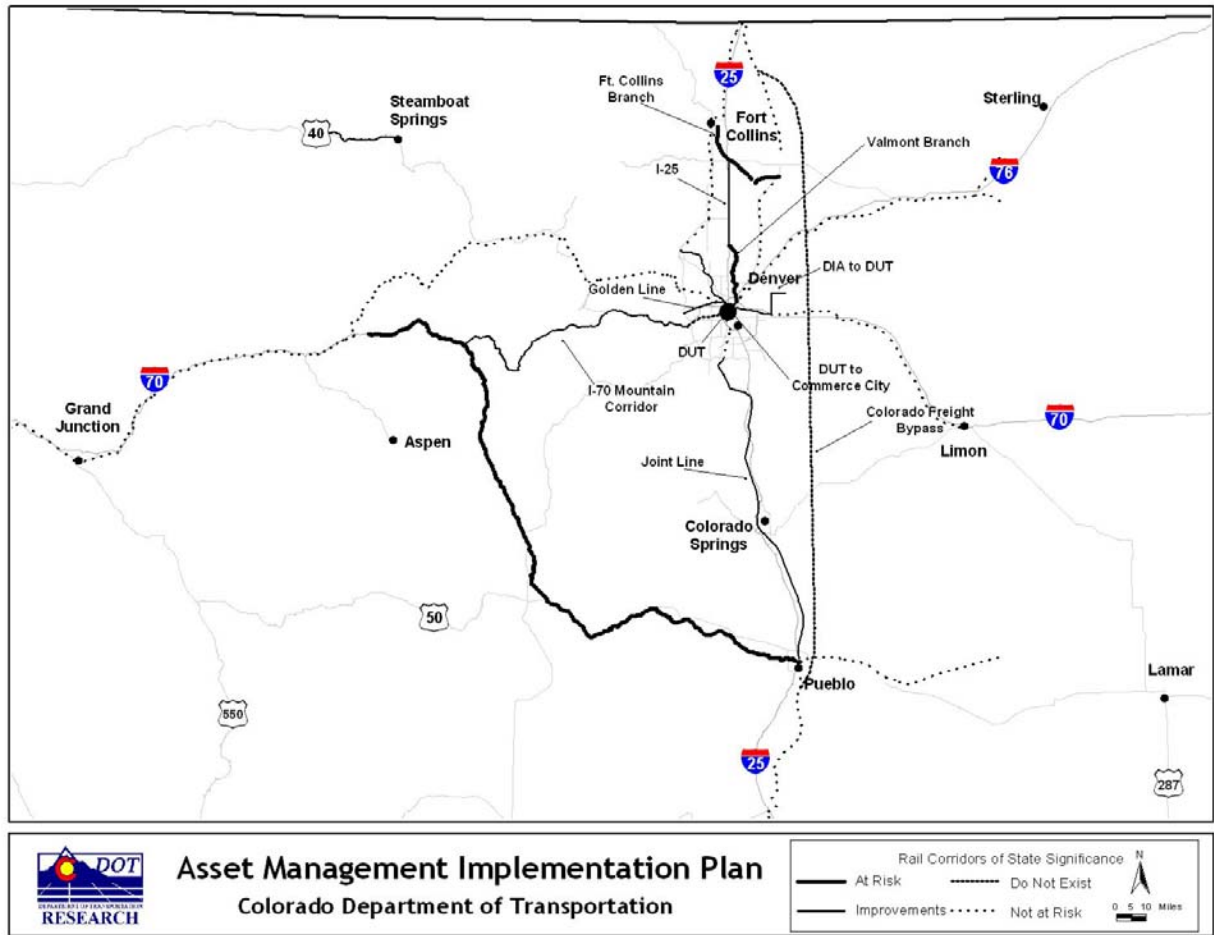 25
Ft. Collins
Branch
Steamboat
Springs
Sterling
40
Fort
Collins
Valmont Branch
I-25
76
Denver
DIA to DUT
Golden Line
DUT
DUT to
Commerce City
70
I-70 Mountain
Corridor
Grand
Junction
Colorado Freight
Bypass
70
Aspen
Limon
Joint Line
Colorado
Springs
50
Pueblo
Lamar
550
25
287
DOT
DEPARTMENT OF TRANSPORTATION
RESEARCH
Asset Management Implementation Plan
Colorado Department of Transportation
Rail Corridors of State Significance
N
At Risk
Do Not Exist
Improvements
Not at Risk
0 5 10 Miles